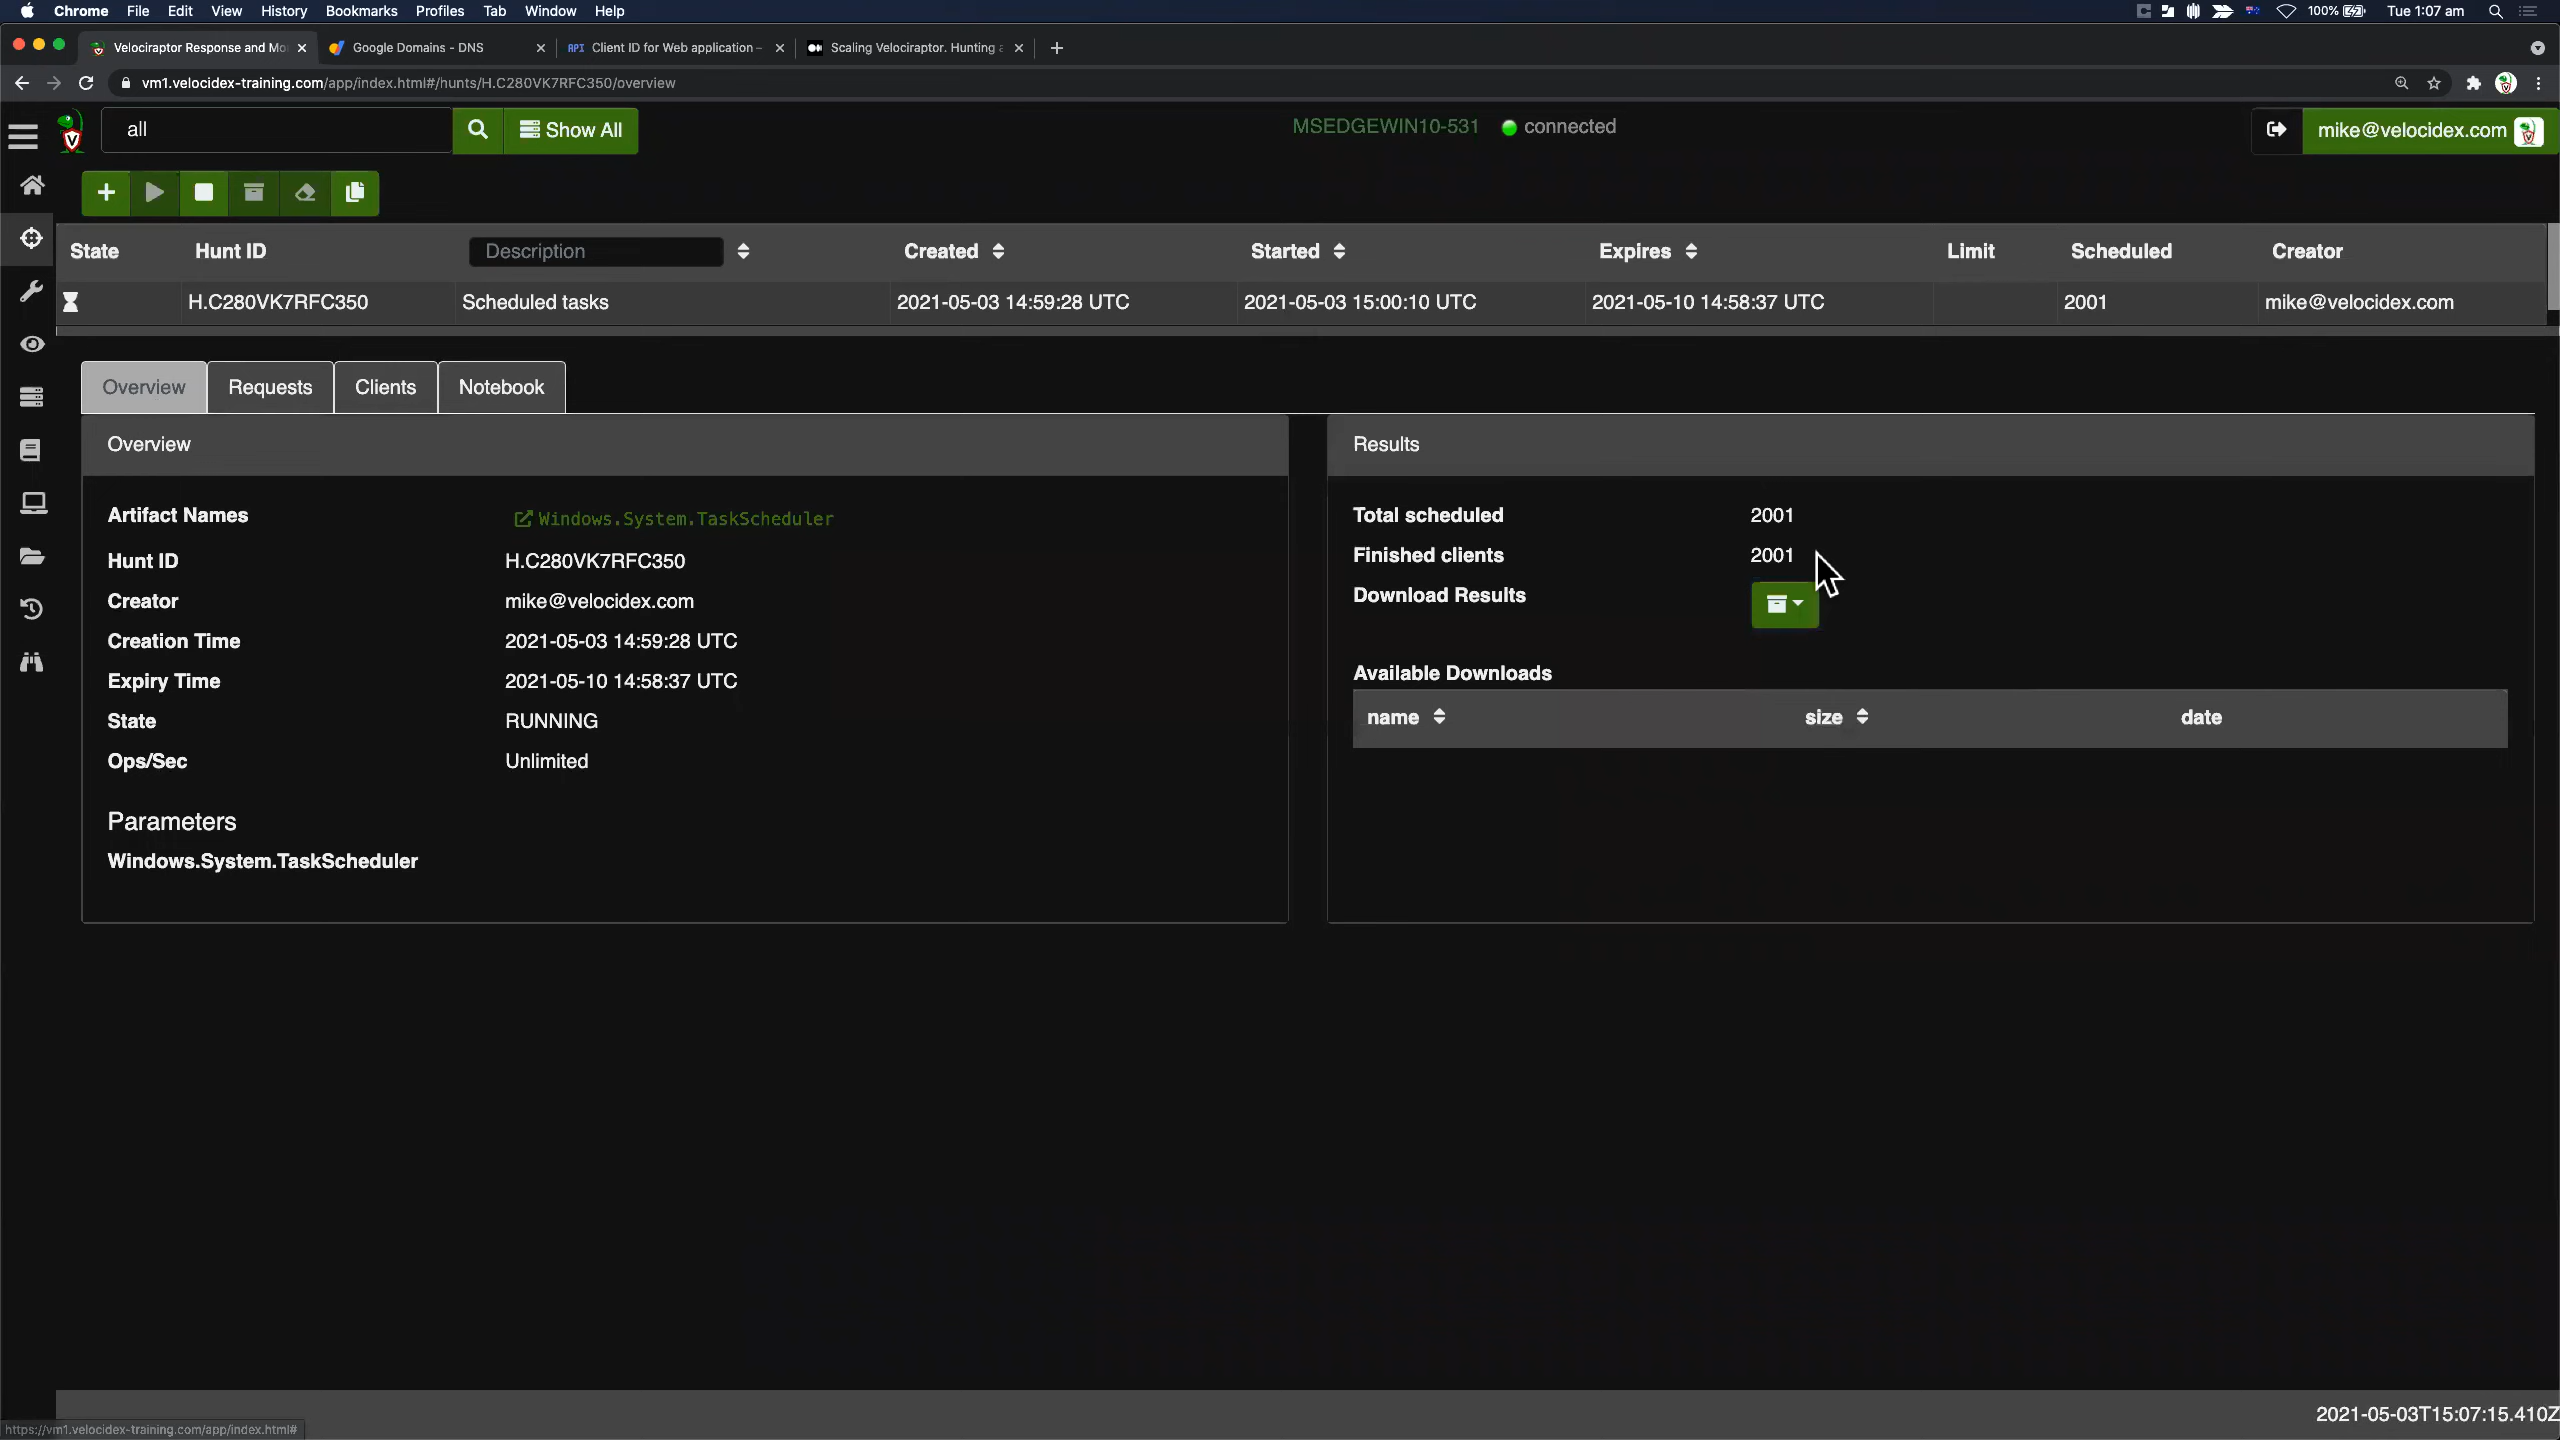 Chrome File Edit View History Bookmarks Profiles Tab Window Help 100% Tue 1:07 am
Velociraptor Response and Mo Google Domains - DNS API Client ID for Web application - Scaling Velociraptor. Hunting a
vm1.velocidex-training.com/app/index.html#/hunts/H.C280VK7RFC350/overview
all Show All MSEDGEWIN10-531 connected mike@velocidex.com
State Hunt ID Description Created Started Expires Limit Scheduled Creator
H.C280VK7RFC350 Scheduled tasks 2021-05-03 14:59:28 UTC 2021-05-03 15:00:10 UTC 2021-05-10 14:58:37 UTC 2001 mike@velocidex.com
Overview Requests Clients Notebook
Overview
Artifact Names Windows.System.TaskScheduler
Hunt ID H.C280VK7RFC350
Creator mike@velocidex.com
Creation Time 2021-05-03 14:59:28 UTC
Expiry Time 2021-05-10 14:58:37 UTC
State RUNNING
Ops/Sec Unlimited
Parameters
Windows.System.TaskScheduler
Results
Total scheduled 2001
Finished clients 2001
Download Results
Available Downloads
name size date
https://vm1.velocidex-training.com/app/index.html#
2021-05-03T15:07:15.410Z